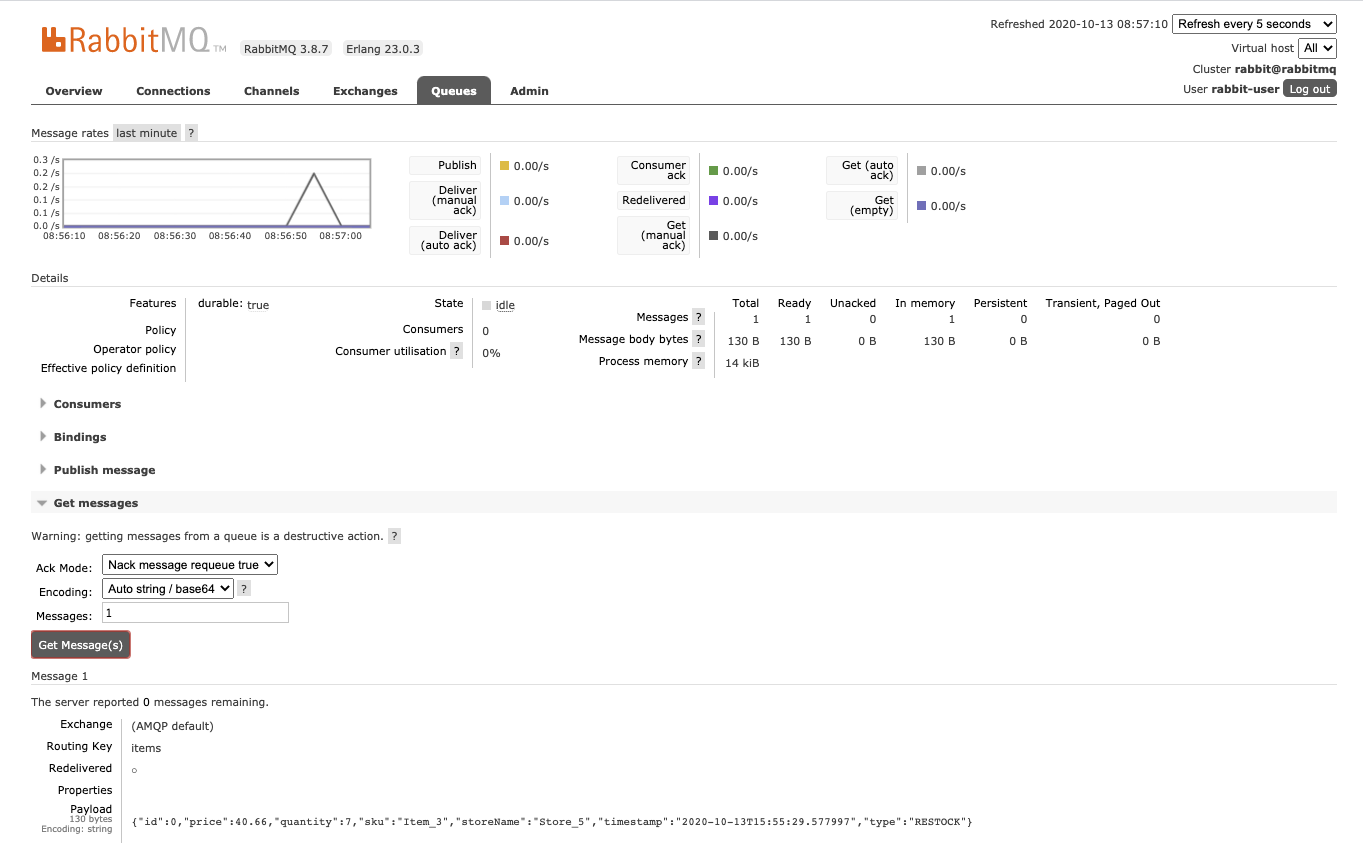 Refreshed 2020-10-13 08:57:10 Refresh every 5 seconds
RabbitMQ TM RabbitMQ 3.8.7 Erlang 23.0.3
Virtual host All
Cluster rabbit@rabbitmq
User rabbit-user Log out
Overview Connections Channels Exchanges Queues Admin
Message rates last minute ?
0.3 /s
0.2 /s
0.2 /s
0.1 /s
0.1 /s
0.0 /s
08:56:10 08:56:20 08:56:30 08:56:40 08:56:50 08:57:00
Publish 0.00/s
Deliver (manual ack) 0.00/s
Deliver (auto ack) 0.00/s
Consumer ack 0.00/s
Redelivered 0.00/s
Get (manual ack) 0.00/s
Get (auto ack) 0.00/s
Get (empty) 0.00/s
Details
Features durable: true
Policy
Operator policy
Effective policy definition
State idle
Consumers 0
Consumer utilisation ? 0%
Total Ready Unacked In memory Persistent Transient, Paged Out
Messages ? 1 1 0 1 0 0
Message body bytes ? 130 B 130 B 0 B 130 B 0 B 0 B
Process memory ? 14 kiB
Consumers
Bindings
Publish message
Get messages
Warning: getting messages from a queue is a destructive action. ?
Ack Mode: Nack message requeue true
Encoding: Auto string / base64 ?
Messages: 1
Get Message(s)
Message 1
The server reported 0 messages remaining.
Exchange (AMQP default)
Routing Key items
Redelivered ○
Properties
Payload
130 bytes
Encoding: string
{"id":0,"price":40.66,"quantity":7,"sku":"Item_3","storeName":"Store_5","timestamp":"2020-10-13T15:55:29.577997","type":"RESTOCK"}